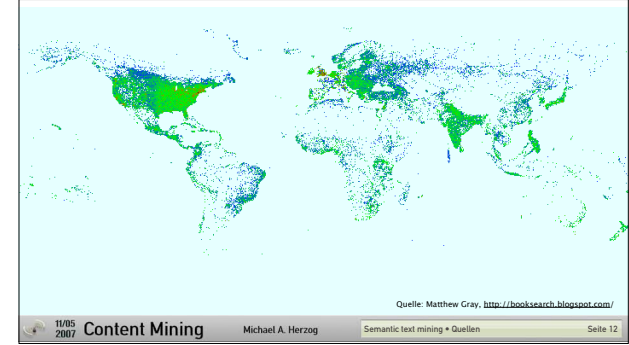 Quelle: Matthew Gray, http://booksearch.blogspot.com/
11/05 2007 Content Mining Michael A. Herzog Semantic text mining • Quellen Seite 12